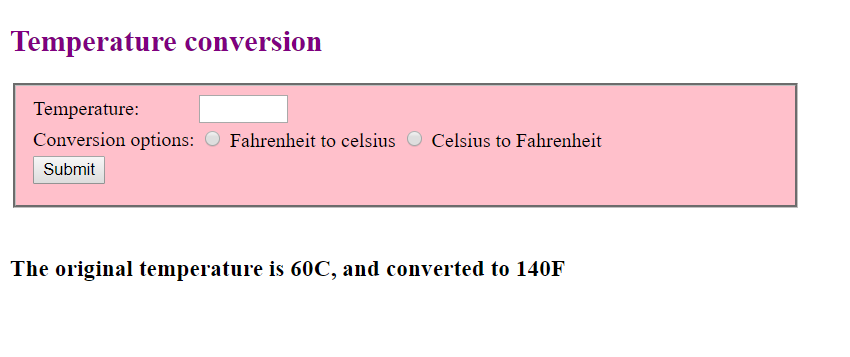 Temperature conversion
Temperature:
Conversion options: Fahrenheit to celsius Celsius to Fahrenheit
Submit
The original temperature is 60C, and converted to 140F